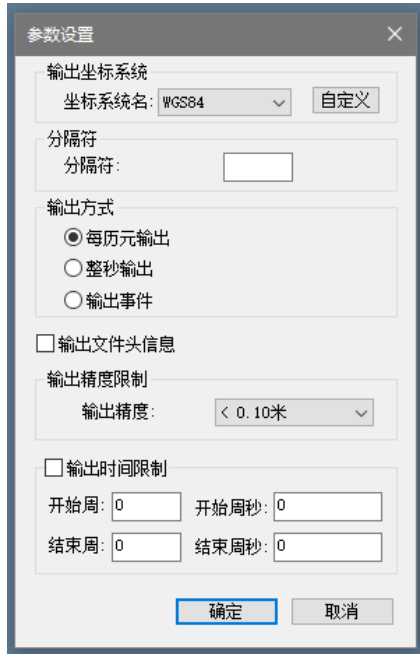 参数设置
输出坐标系统
坐标系统名: WGS84 自定义
分隔符
分隔符:
输出方式
每历元输出
整秒输出
输出事件
输出文件头信息
输出精度限制
输出精度: < 0.10米
输出时间限制
开始周: 0 开始周秒: 0
结束周: 0 结束周秒: 0
确定 取消